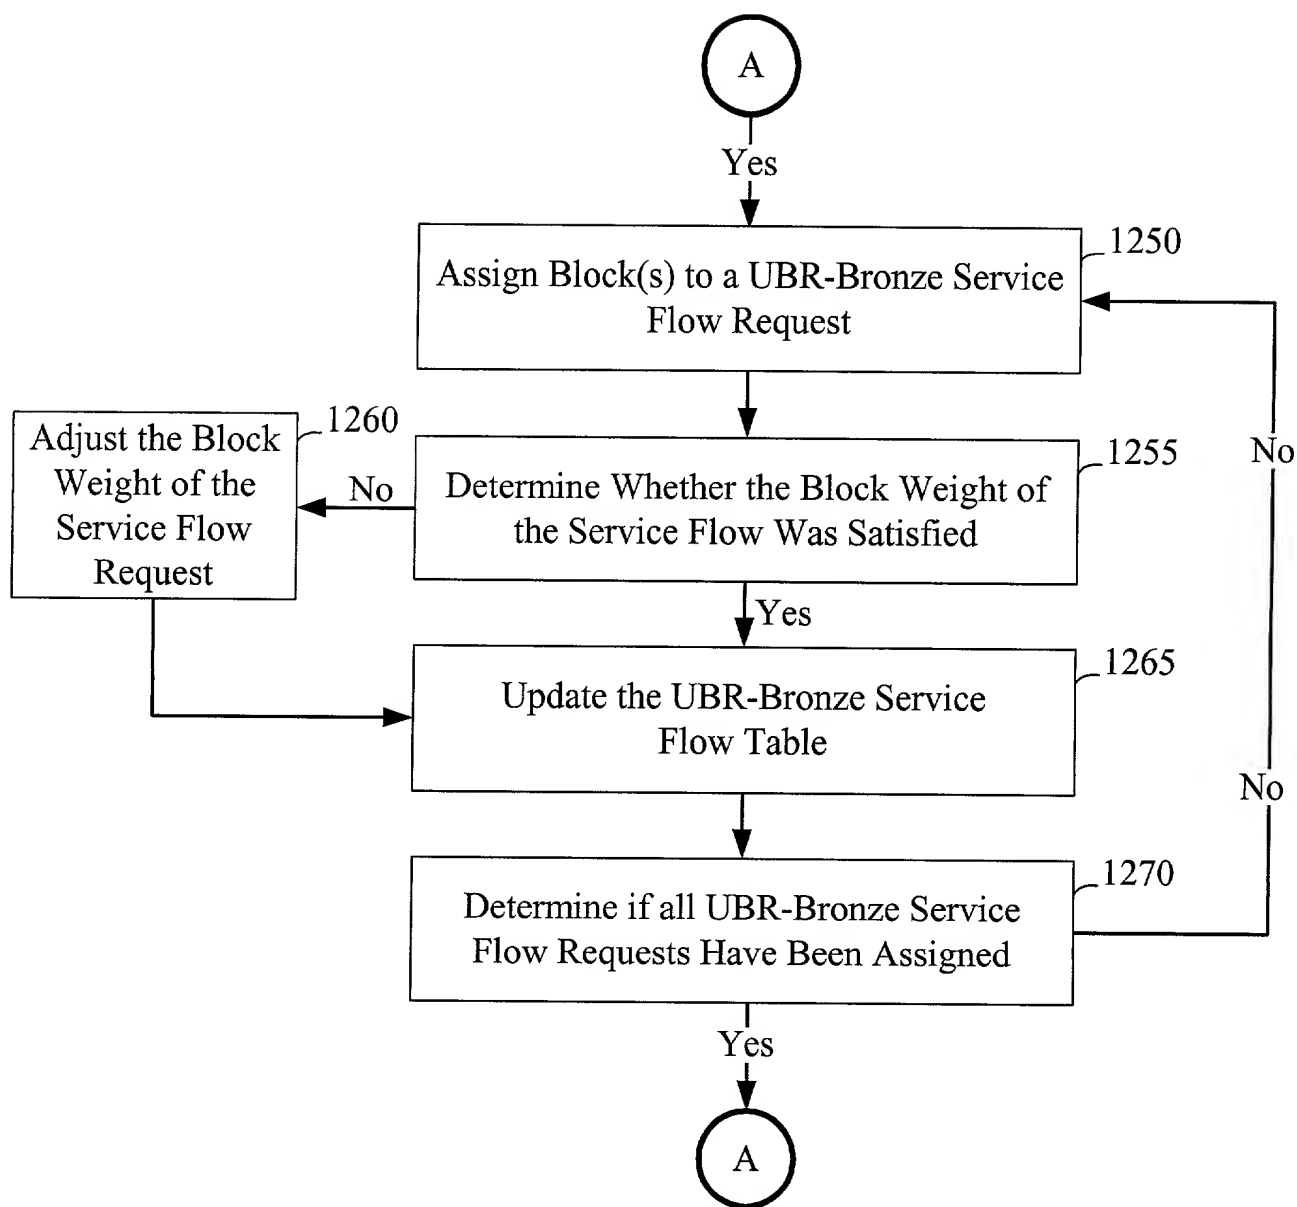 A
Yes
1250
Assign Block(s) to a UBR-Bronze Service
Flow Request
1260
Adjust the Block
Weight of the
Service Flow
Request
No
1255
Determine Whether the Block Weight of
the Service Flow Was Satisfied
No
Yes
1265
Update the UBR-Bronze Service
Flow Table
No
1270
Determine if all UBR-Bronze Service
Flow Requests Have Been Assigned
Yes
A